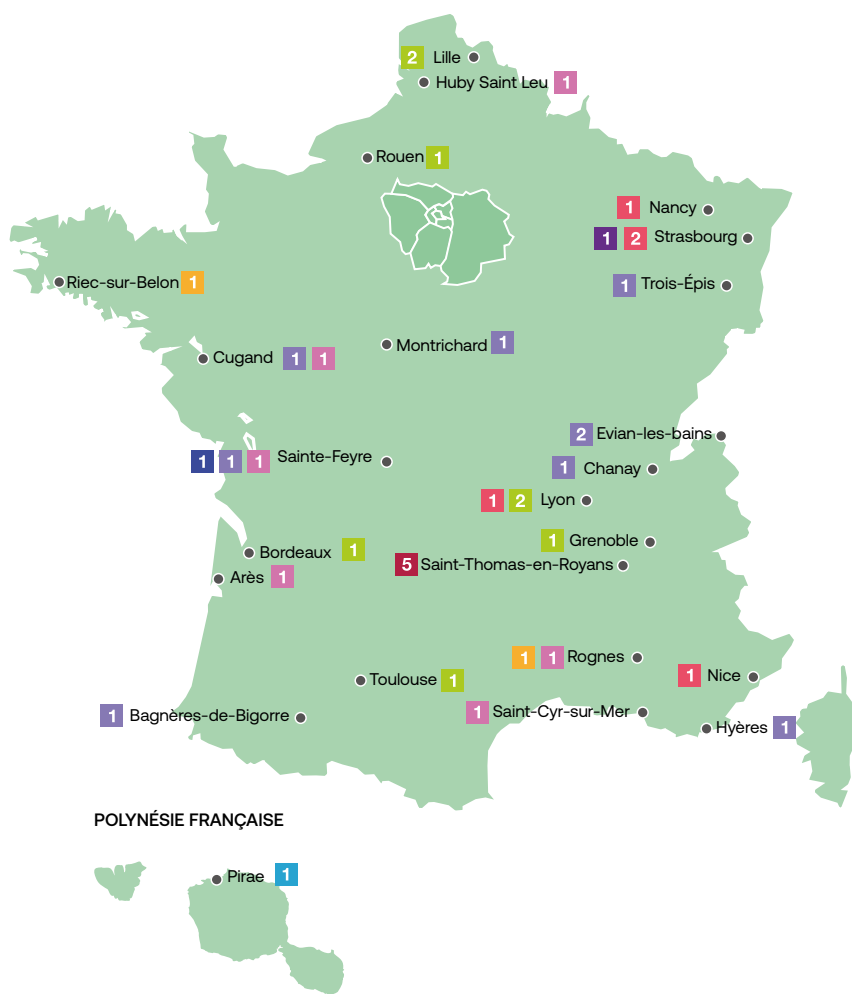 2 Lille
Huby Saint Leu 1
Rouen 1
1 Nancy
1 2 Strasbourg
Riec-sur-Belon 1
1 Trois-Épis
Montrichard 1
Cugand 1 1
2 Evian-les-bains
1 1 1 Sainte-Feyre
1 Chanay
1 2 Lyon
1 Grenoble
Bordeaux 1
5 Saint-Thomas-en-Royans
Arès 1
1 1 Rognes
1 Nice
Toulouse 1
1 Saint-Cyr-sur-Mer
1 Bagnères-de-Bigorre
Hyères 1
POLYNÉSIE FRANÇAISE
Pirae 1